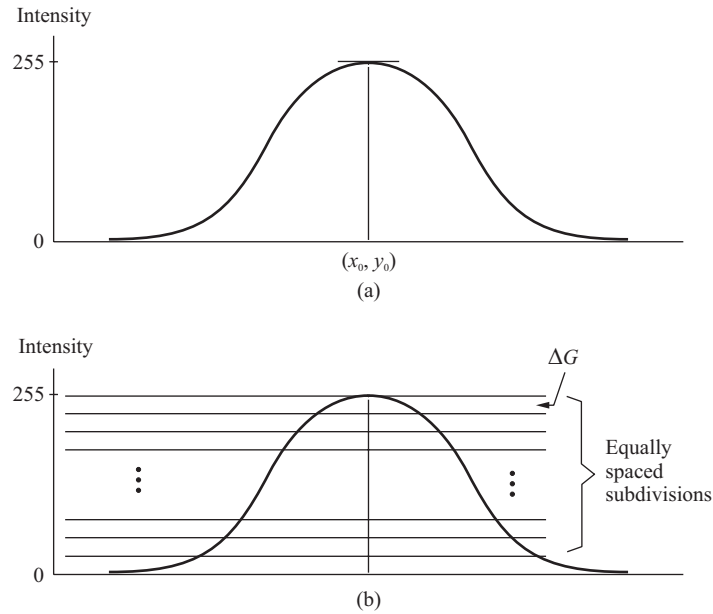 Intensity
255
0
(x₀, y₀)
(a)
Intensity
ΔG
255
Equally
spaced
subdivisions
0
(b)